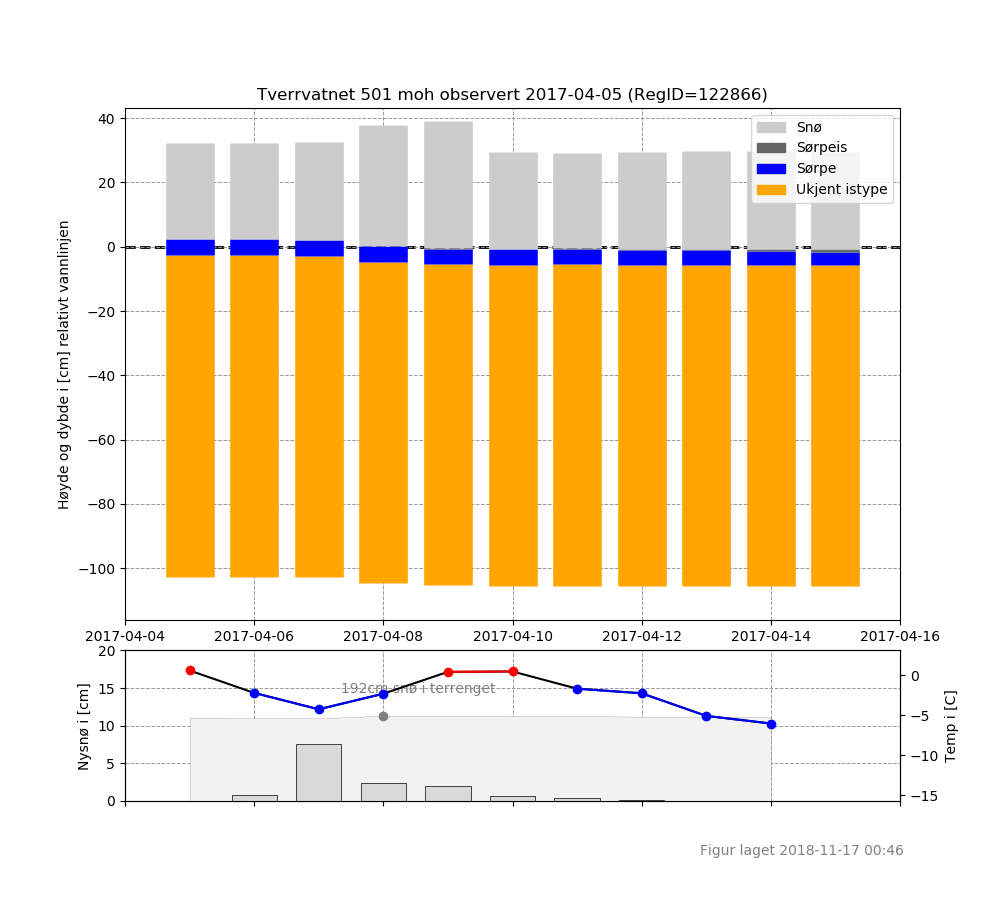 Tverrvatnet 501 moh observert 2017-04-05 (RegID=122866)
Høyde og dybde i [cm] relativt vannlinjen
40
20
0
−20
−40
−60
−80
−100
Snø
Sørpeis
Sørpe
Ukjent istype
2017-04-04 2017-04-06 2017-04-08 2017-04-10 2017-04-12 2017-04-14 2017-04-16
Nysnø i [cm]
20
15
10
5
0
192cm snø i terrenget
0
−5
−10
−15
Temp i [C]
Figur laget 2018-11-17 00:46